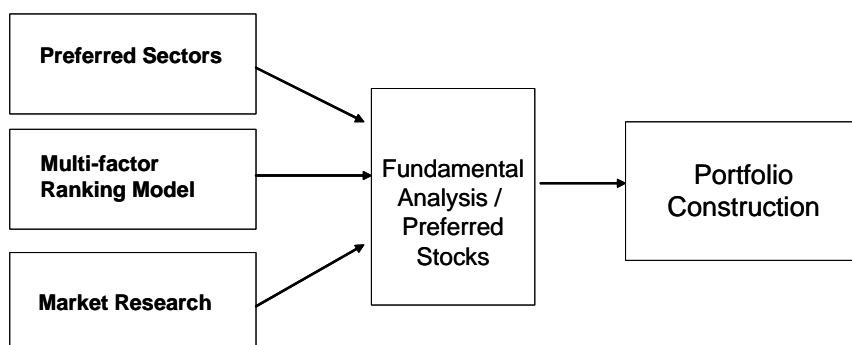 Preferred Sectors
Multi-factor
Ranking Model
Market Research
Fundamental
Analysis /
Preferred
Stocks
Portfolio
Construction